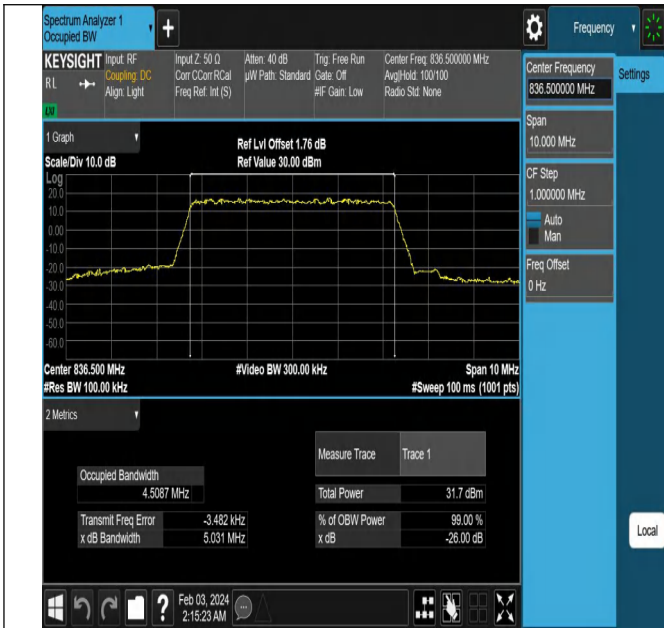 Spectrum Analyzer 1
Occupied BW
+
Frequency
KEYSIGHT
RL
LXI
Input: RF
Coupling: DC
Align: Light
Input Z: 50 Ω
Corr CCorr RCal
Freq Ref: Int (S)
Atten: 40 dB
µW Path: Standard
Trig: Free Run
Gate: Off
#IF Gain: Low
Center Freq: 836.500000 MHz
Avg|Hold: 100/100
Radio Std: None
Center Frequency
836.500000 MHz
Settings
Span
10.000 MHz
CF Step
1.000000 MHz
Auto
Man
Freq Offset
0 Hz
Local
1 Graph
Scale/Div 10.0 dB
Ref Lvl Offset 1.76 dB
Ref Value 30.00 dBm
Log
20.0
10.0
0.00
-10.0
-20.0
-30.0
-40.0
-50.0
-60.0
Center 836.500 MHz
#Video BW 300.00 kHz
Span 10 MHz
#Res BW 100.00 kHz
#Sweep 100 ms (1001 pts)
2 Metrics
Measure Trace
Trace 1
Occupied Bandwidth
4.5087 MHz
Total Power
31.7 dBm
Transmit Freq Error
-3.482 kHz
% of OBW Power
99.00 %
x dB Bandwidth
5.031 MHz
x dB
-26.00 dB
?
Feb 03, 2024
2:15:23 AM